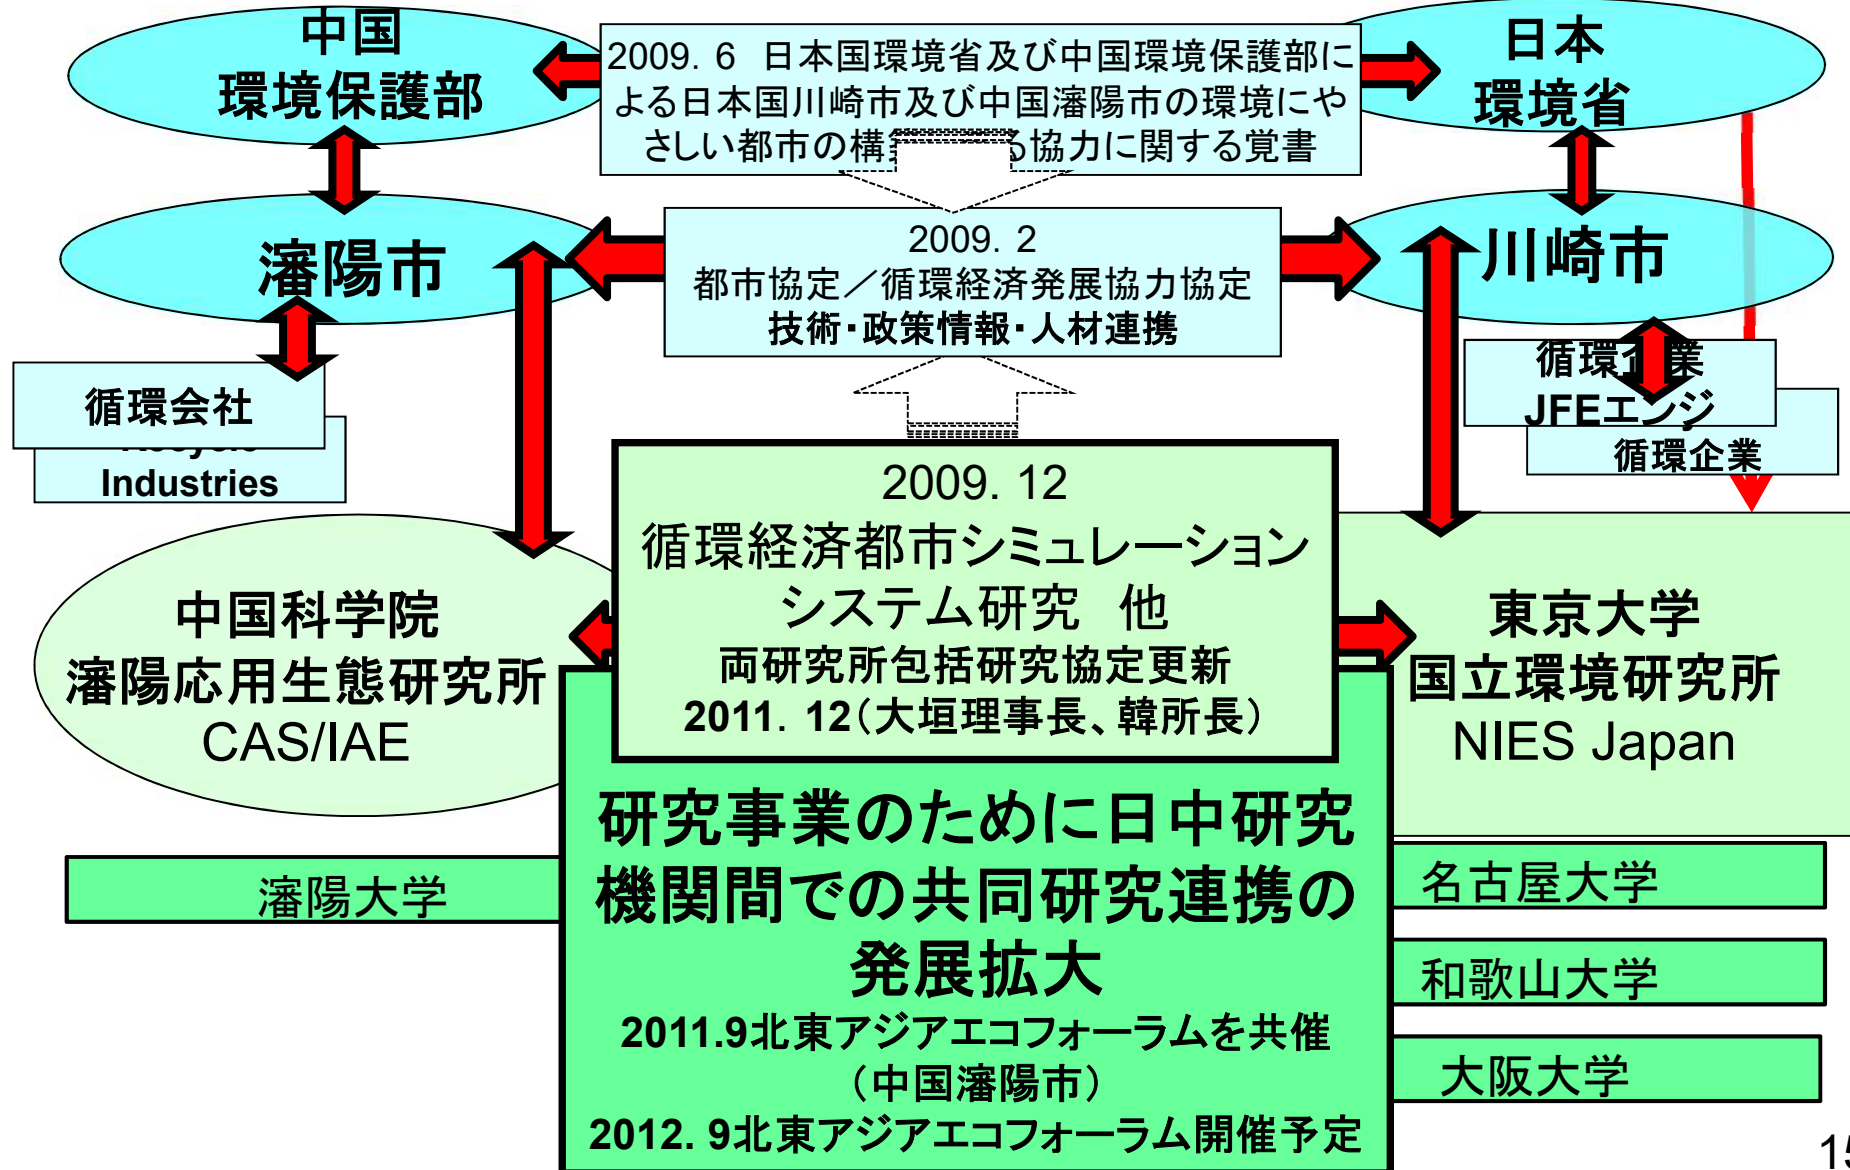 中国
環境保護部
2009. 6 日本国環境省及び中国環境保護部に
よる日本国川崎市及び中国瀋陽市の環境にや
さしい都市の構 る協力に関する覚書
日本
環境省
瀋陽市
2009. 2
都市協定／循環経済発展協力協定
技術・政策情報・人材連携
川崎市
循環会社
Industries
循環企業
JFEエンジ
循環企業
2009. 12
循環経済都市シミュレーション
システム研究 他
両研究所包括研究協定更新
2011. 12（大垣理事長、韓所長）
中国科学院
瀋陽応用生態研究所
CAS/IAE
東京大学
国立環境研究所
NIES Japan
研究事業のために日中研究
機関間での共同研究連携の
発展拡大
2011.9北東アジアエコフォーラムを共催
（中国瀋陽市）
2012. 9北東アジアエコフォーラム開催予定
瀋陽大学
名古屋大学
和歌山大学
大阪大学
15